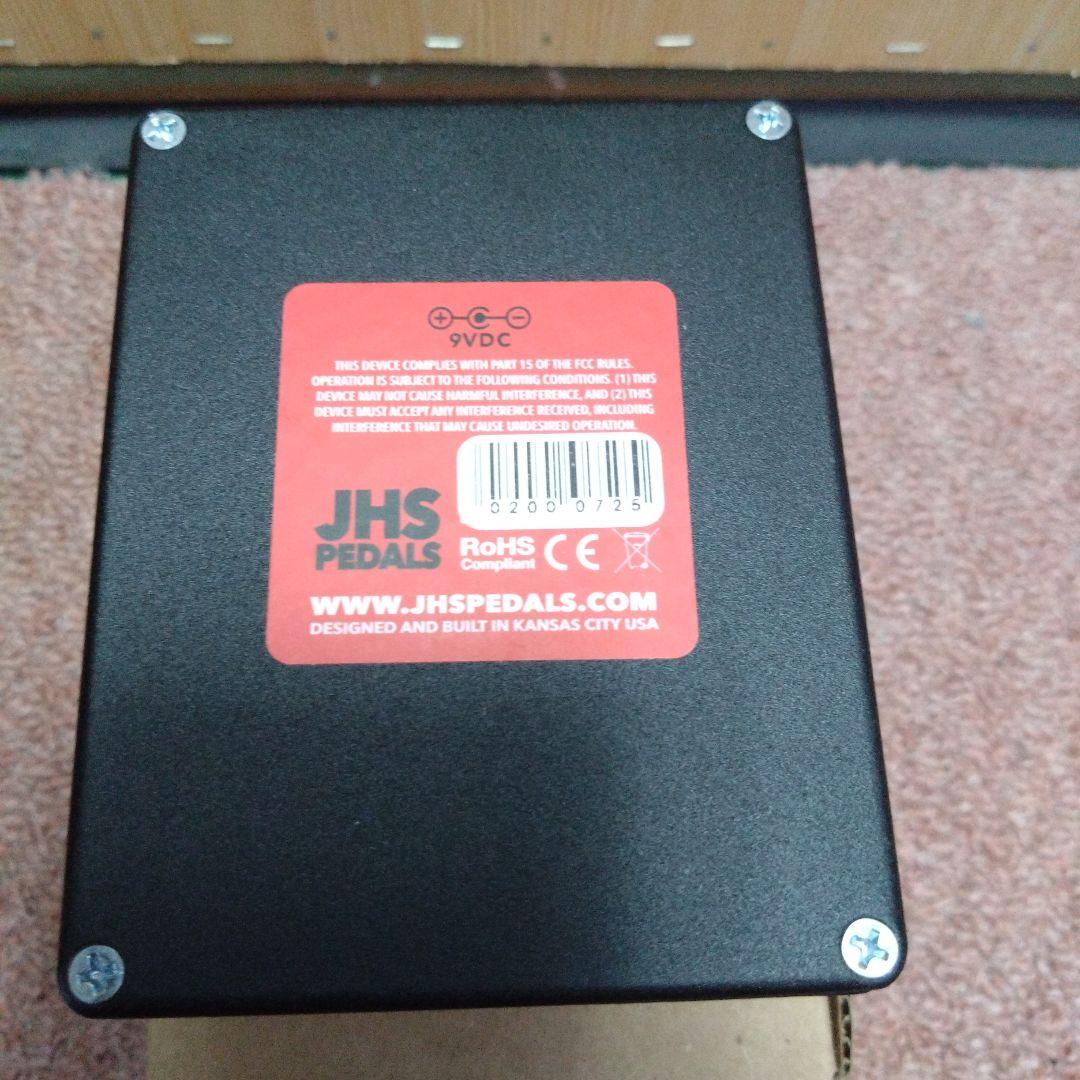 9VDC
THIS DEVICE COMPLIES WITH PART 15 OF THE FCC RULES.
OPERATION IS SUBJECT TO THE FOLLOWING CONDITIONS. (1) THIS
DEVICE MAY NOT CAUSE HARMFUL INTERFERENCE, AND (2) THIS
DEVICE MUST ACCEPT ANY INTERFERENCE RECEIVED, INCLUDING
INTERFERENCE THAT MAY CAUSE UNDESIRED OPERATION.
0200 0725
JHS
PEDALS
RoHS
Compliant
CE
WWW.JHSPEDALS.COM
DESIGNED AND BUILT IN KANSAS CITY USA